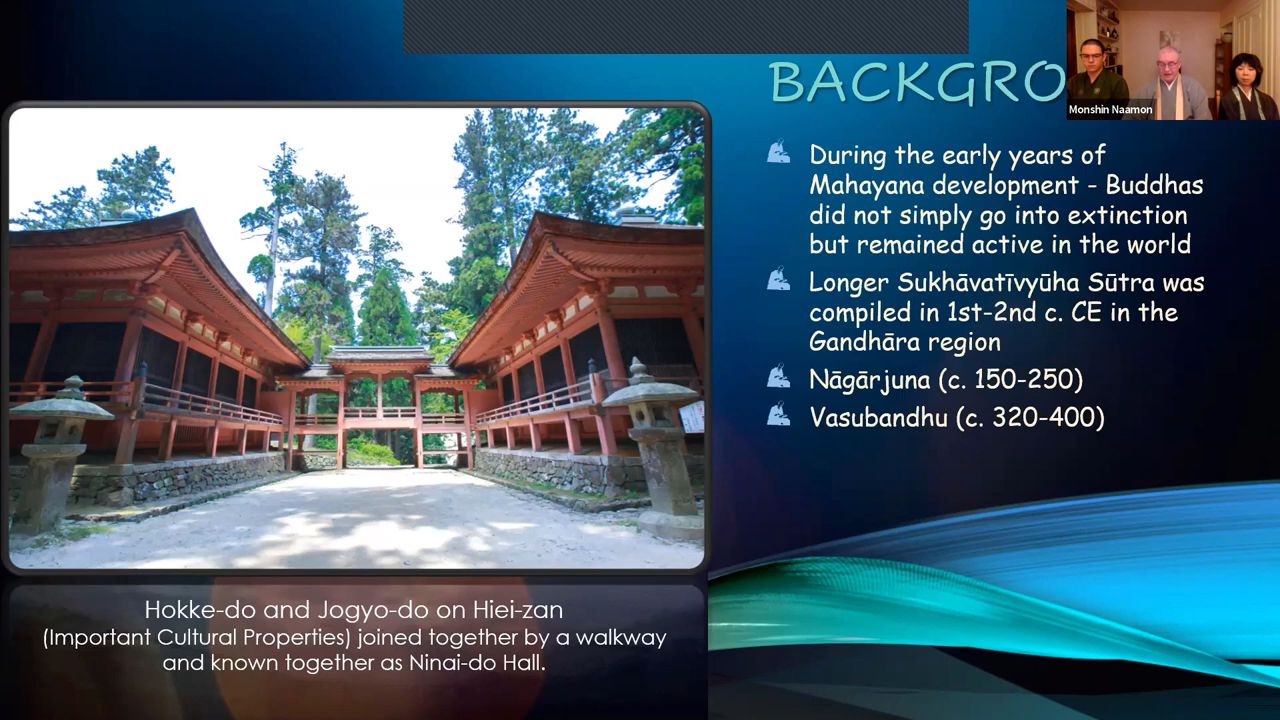 BACKGRO
Monshin Naamon
During the early years of
Mahayana development - Buddhas
did not simply go into extinction
but remained active in the world
Longer Sukhāvatīvyūha Sūtra was
compiled in 1st-2nd c. CE in the
Gandhāra region
Nāgārjuna (c. 150-250)
Vasubandhu (c. 320-400)
Hokke-do and Jogyo-do on Hiei-zan
(Important Cultural Properties) joined together by a walkway
and known together as Ninai-do Hall.